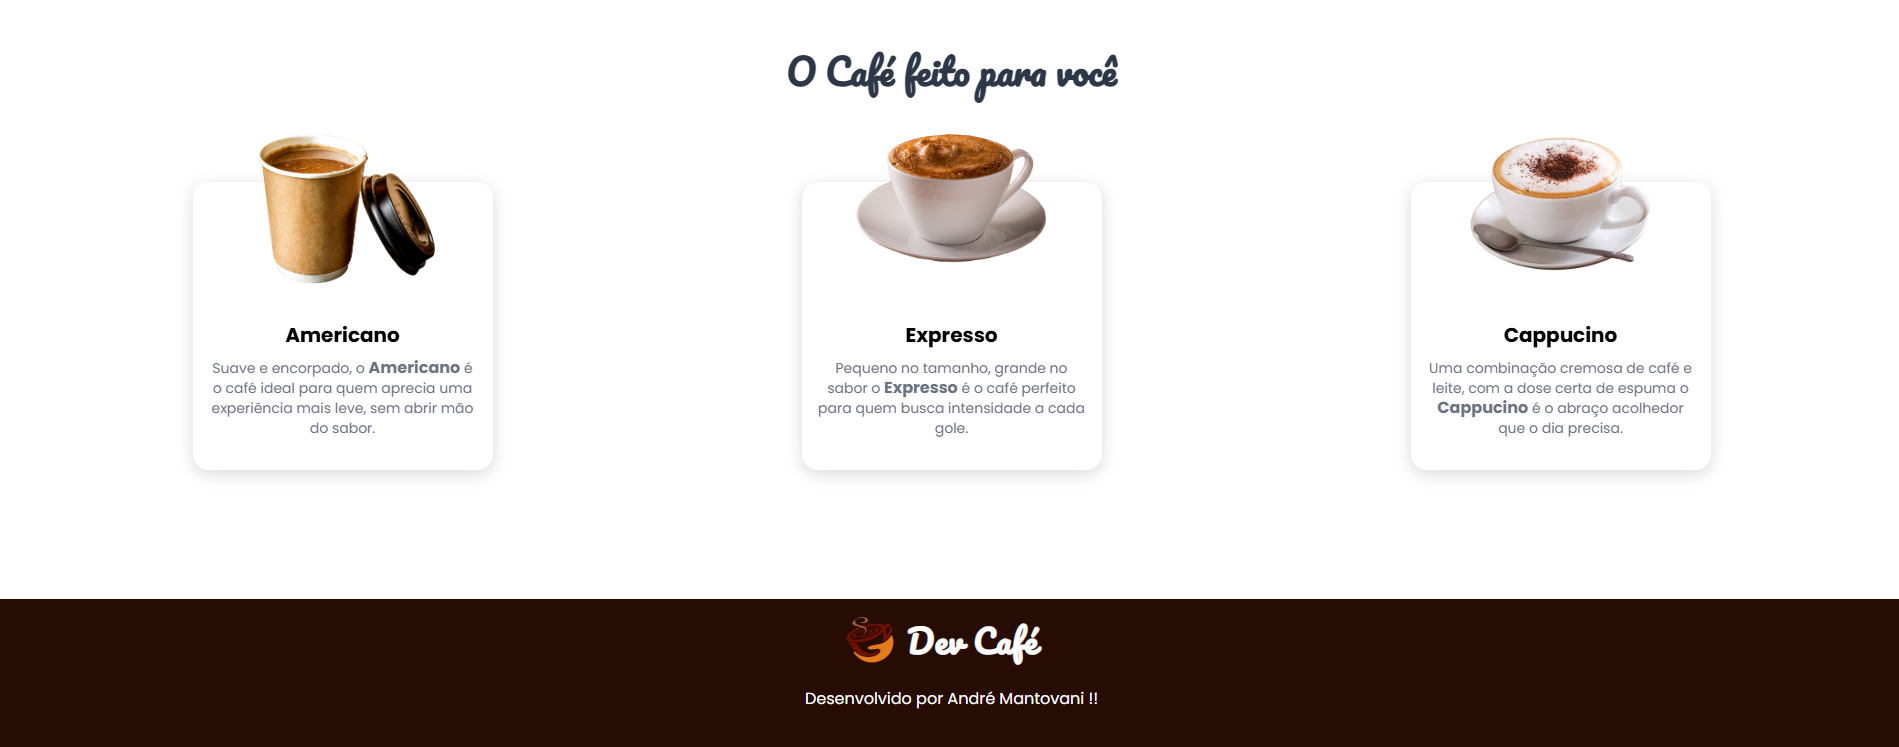 O Café feito para você
Americano
Suave e encorpado, o Americano é
o café ideal para quem aprecia uma
experiência mais leve, sem abrir mão
do sabor.
Expresso
Pequeno no tamanho, grande no
sabor o Expresso é o café perfeito
para quem busca intensidade a cada
gole.
Cappucino
Uma combinação cremosa de café e
leite, com a dose certa de espuma o
Cappucino é o abraço acolhedor
que o dia precisa.
Dev Café
Desenvolvido por André Mantovani !!